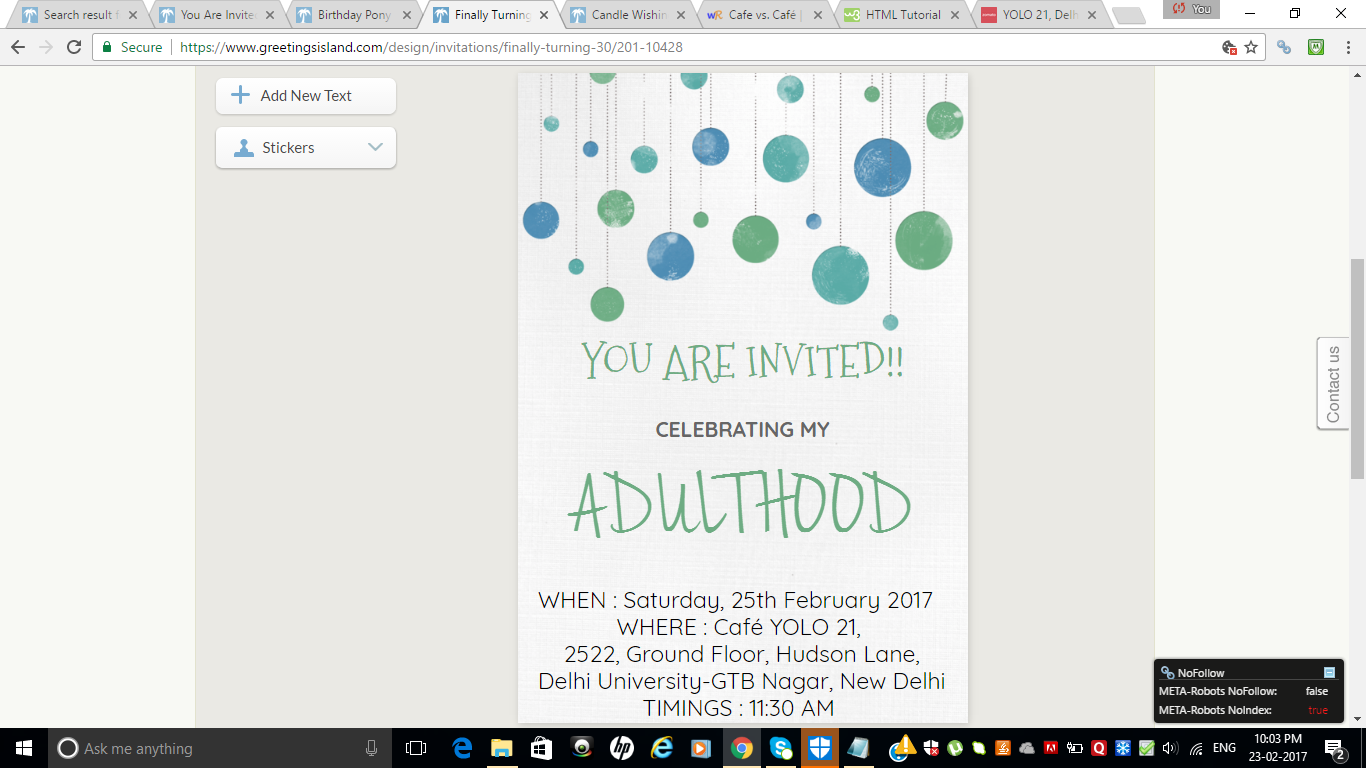 Search result f
You Are Invite
Birthday Pony
Finally Turning
Candle Wishin
Cafe vs. Café |
HTML Tutorial
YOLO 21, Delh
You
Secure
https://www.greetingsisland.com/design/invitations/finally-turning-30/201-10428
Add New Text
Stickers
YOU ARE INVITED!!
CELEBRATING MY
ADULTHOOD
WHEN : Saturday, 25th February 2017
WHERE : Café YOLO 21,
2522, Ground Floor, Hudson Lane,
Delhi University-GTB Nagar, New Delhi
TIMINGS : 11:30 AM
Contact us
NoFollow
META-Robots NoFollow: false
META-Robots NoIndex: true
Ask me anything
ENG
10:03 PM
23-02-2017
2